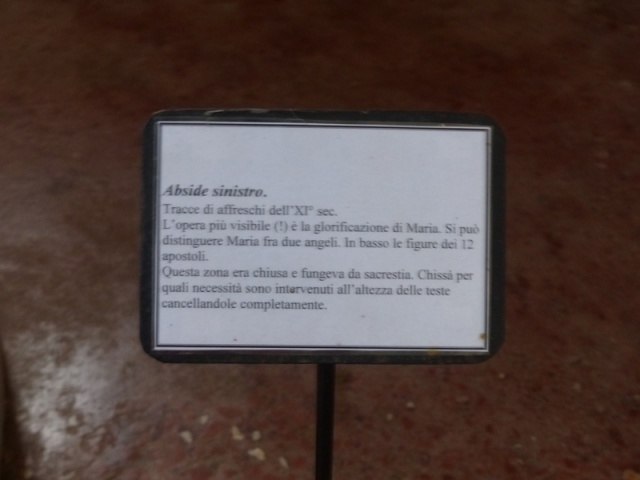 Abside sinistro.
Tracce di affreschi dell'XI° sec.
L'opera più visibile (!) è la glorificazione di Maria. Si può
distinguere Maria fra due angeli. In basso le figure dei 12
apostoli.
Questa zona era chiusa e fungeva da sacrestia. Chissà per
quali necessità sono intervenuti all'altezza delle teste
cancellandole completamente.